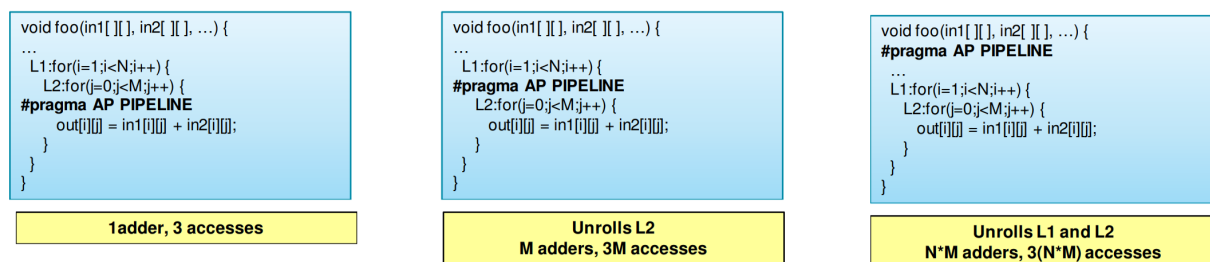 void foo(in1[ ][ ], in2[ ][ ], …) {
…
L1:for(i=1;i<N;i++) {
L2:for(j=0;j<M;j++) {
#pragma AP PIPELINE
out[i][j] = in1[i][j] + in2[i][j];
}
}
}
1adder, 3 accesses
void foo(in1[ ][ ], in2[ ][ ], …) {
…
L1:for(i=1;i<N;i++) {
#pragma AP PIPELINE
L2:for(j=0;j<M;j++) {
out[i][j] = in1[i][j] + in2[i][j];
}
}
}
Unrolls L2
M adders, 3M accesses
void foo(in1[ ][ ], in2[ ][ ], …) {
#pragma AP PIPELINE
…
L1:for(i=1;i<N;i++) {
L2:for(j=0;j<M;j++) {
out[i][j] = in1[i][j] + in2[i][j];
}
}
}
Unrolls L1 and L2
N*M adders, 3(N*M) accesses